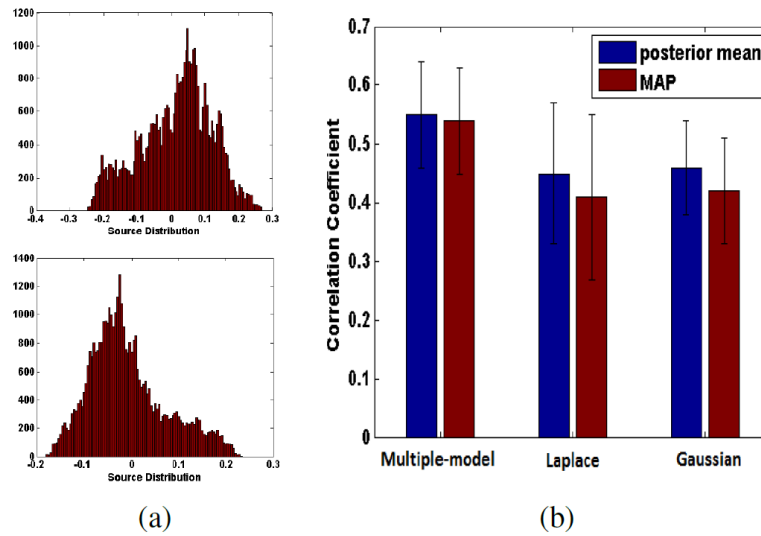 1200
1000
800
600
400
200
0
-0.4 -0.3 -0.2 -0.1 0 0.1 0.2 0.3
Source Distribution
1400
1200
1000
800
600
400
200
0
-0.2 -0.1 0 0.1 0.2 0.3
Source Distribution
(a)
0.7
0.6
0.5
0.4
0.3
0.2
0.1
0
Correlation Coefficient
posterior mean
MAP
Multiple-model Laplace Gaussian
(b)